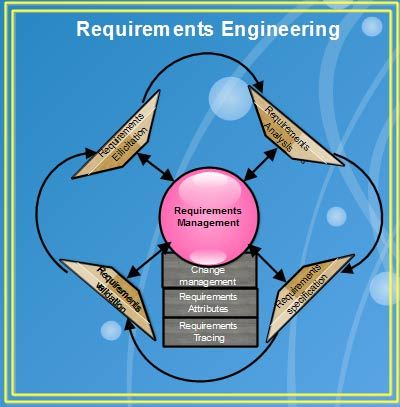 Requirements Engineering
Requirements
Elicitation
Requirements
Analysis
Requirements
Management
Change
management
Requirements
Attributes
Requirements
Tracing
Requirements
validation
Requirements
specification